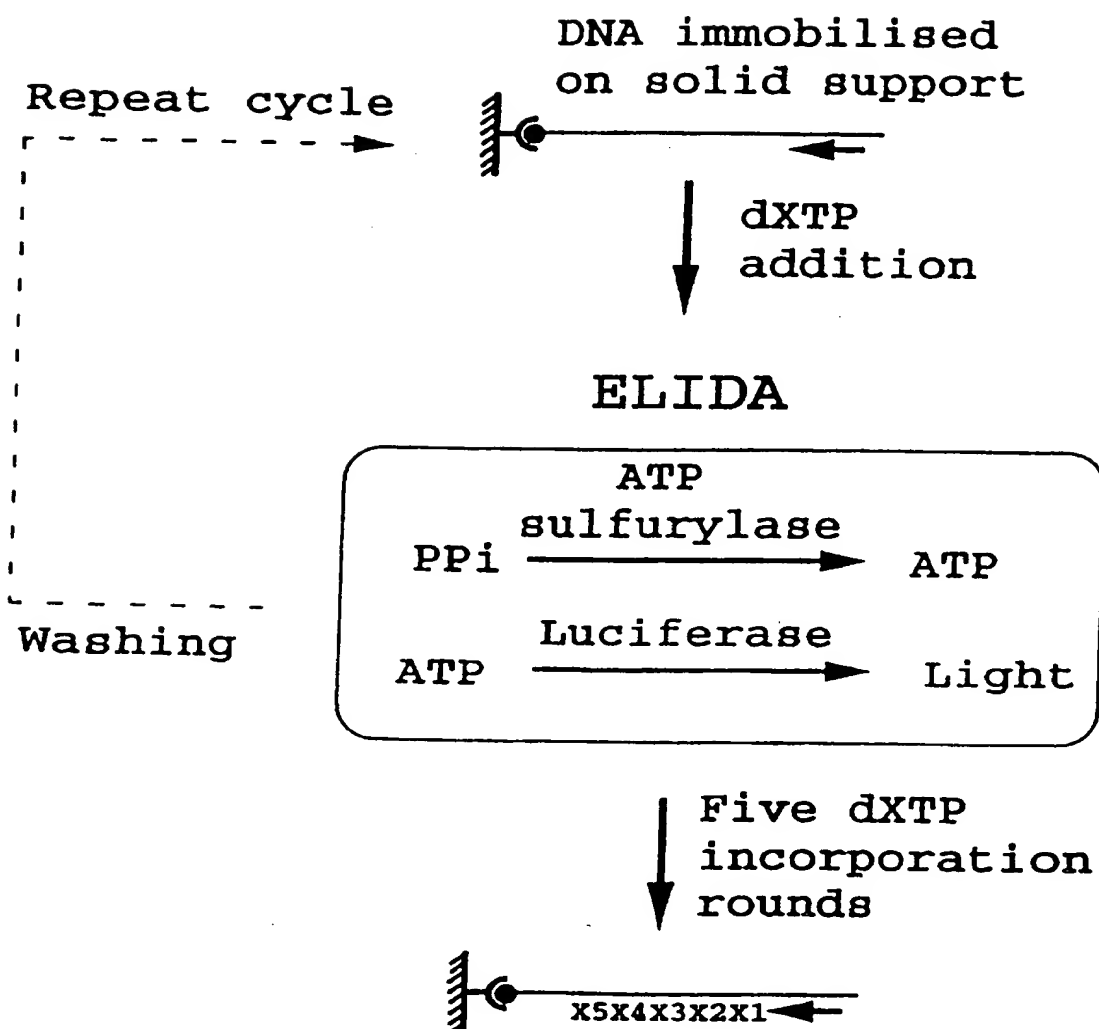 DNA immobilised
on solid support
Repeat cycle
dXTP
addition
ELIDA
ATP
sulfurylase
PPi
ATP
Washing
Luciferase
ATP
Light
Five dXTP
incorporation
rounds
X5X4X3X2X1